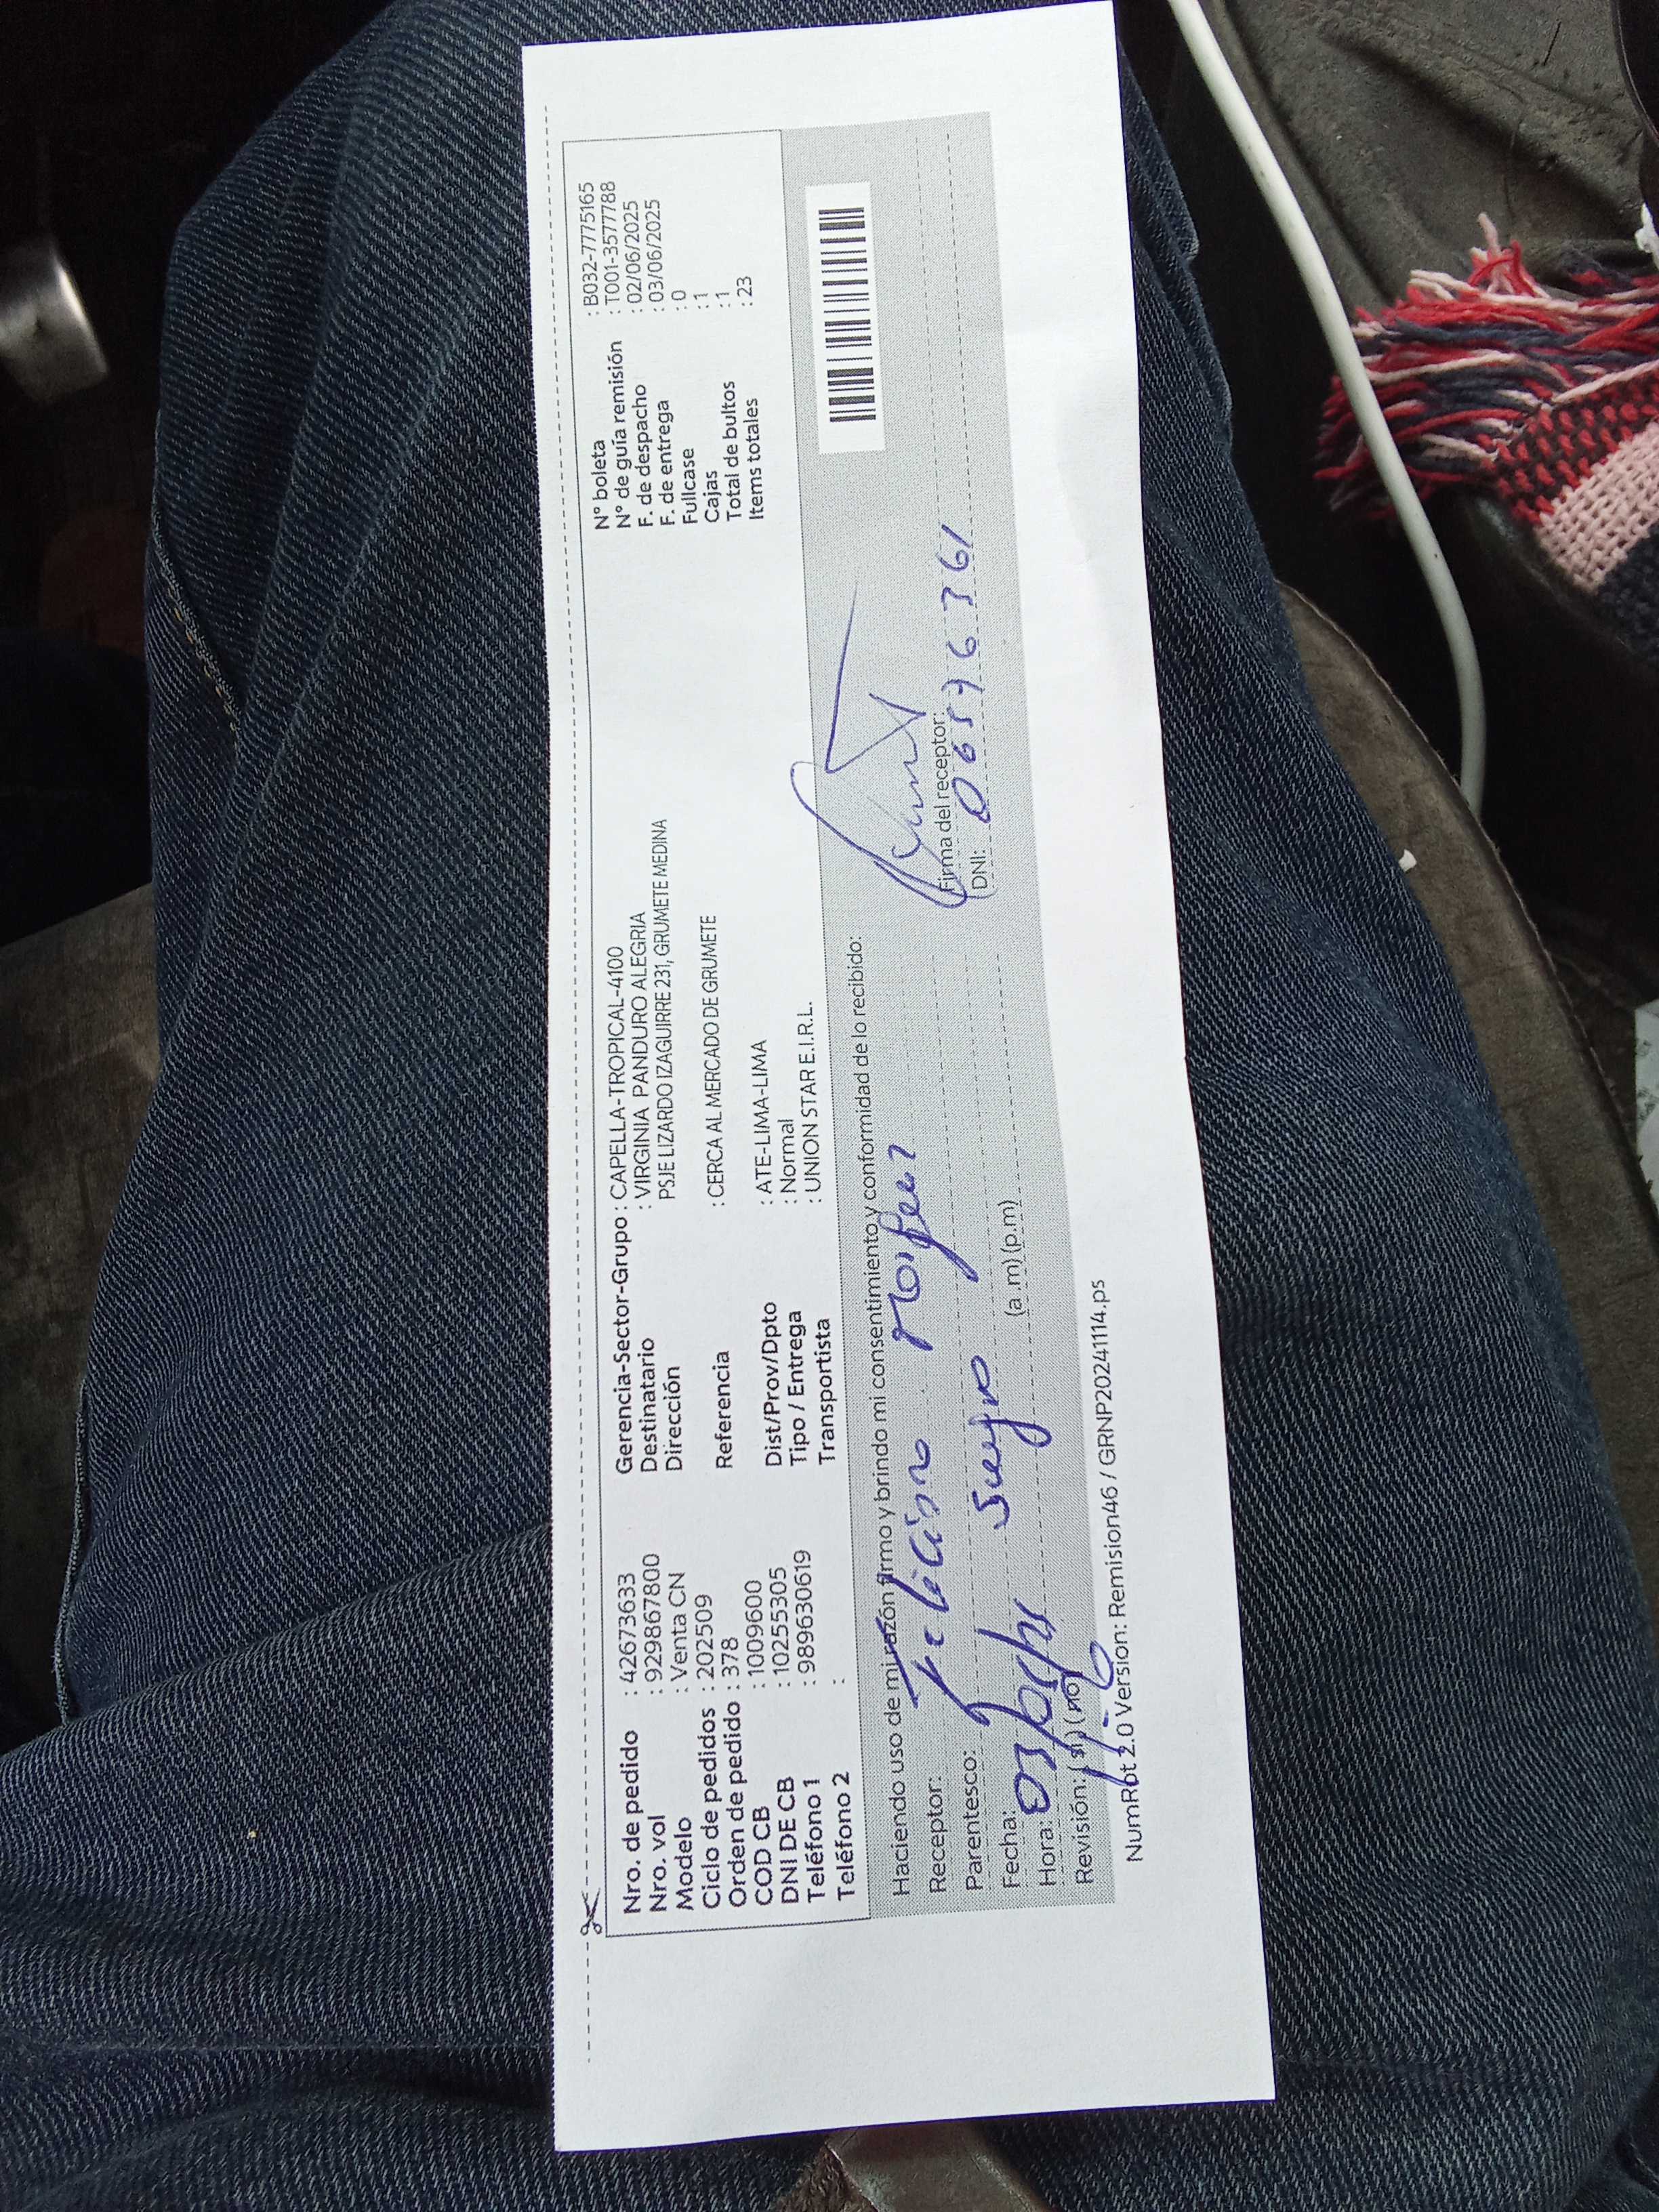 Nro. de pedido : 42673633
Nro. vol : 929867800
Modelo : Venta CN
Ciclo de pedidos : 202509
Orden de pedido : 378
COD CB : 1009600
DNI DE CB : 10255305
Teléfono 1 : 989630619
Teléfono 2 :
Gerencia-Sector-Grupo : CAPELLA-TROPICAL-4100
Destinatario : VIRGINIA PANDURO ALEGRIA
Dirección PSJE LIZARDO IZAGUIRRE 231, GRUMETE MEDINA
Referencia : CERCA AL MERCADO DE GRUMETE
Dist/Prov/Dpto : ATE-LIMA-LIMA
Tipo / Entrega : Normal
Transportista : UNION STAR E.I.R.L.
N° boleta : B032-7775165
N° de guía remisión : T001-3577788
F. de despacho : 02/06/2025
F. de entrega : 03/06/2025
Fullcase : 0
Cajas : 1
Total de bultos : 1
Items totales : 23
Haciendo uso de mi razón firmo y brindo mi consentimiento y conformidad de lo recibido:
Receptor:
Parentesco: suegro
Fecha:
Hora: (a .m) (p.m)
Revisión: (si) (no)
Firma del receptor:
(DNI:
NumRot 2.0 Version: Remision46 / GRNP20241114.ps